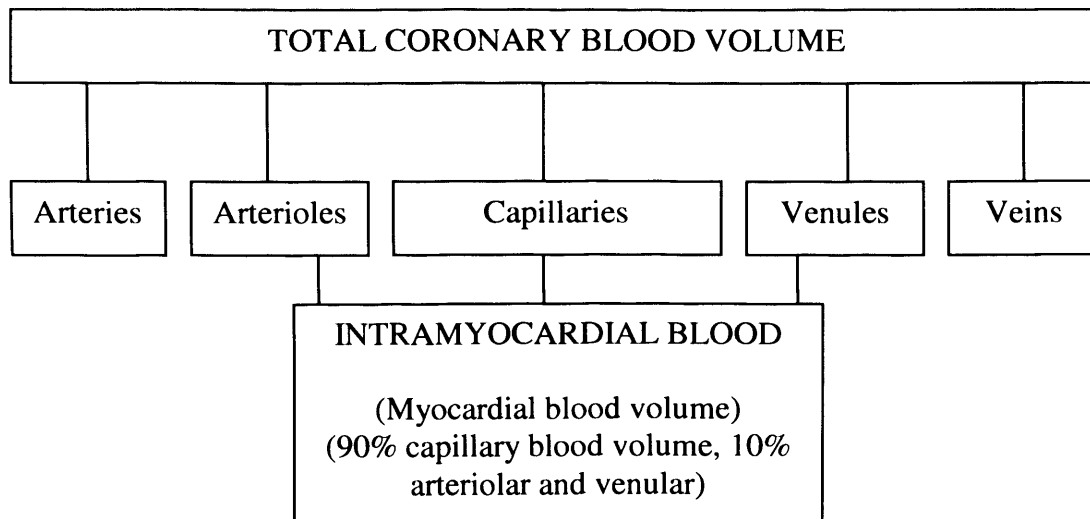 TOTAL CORONARY BLOOD VOLUME
Arteries
Arterioles
Capillaries
Venules
Veins
INTRAMYOCARDIAL BLOOD
(Myocardial blood volume)
(90% capillary blood volume, 10%
arteriolar and venular)